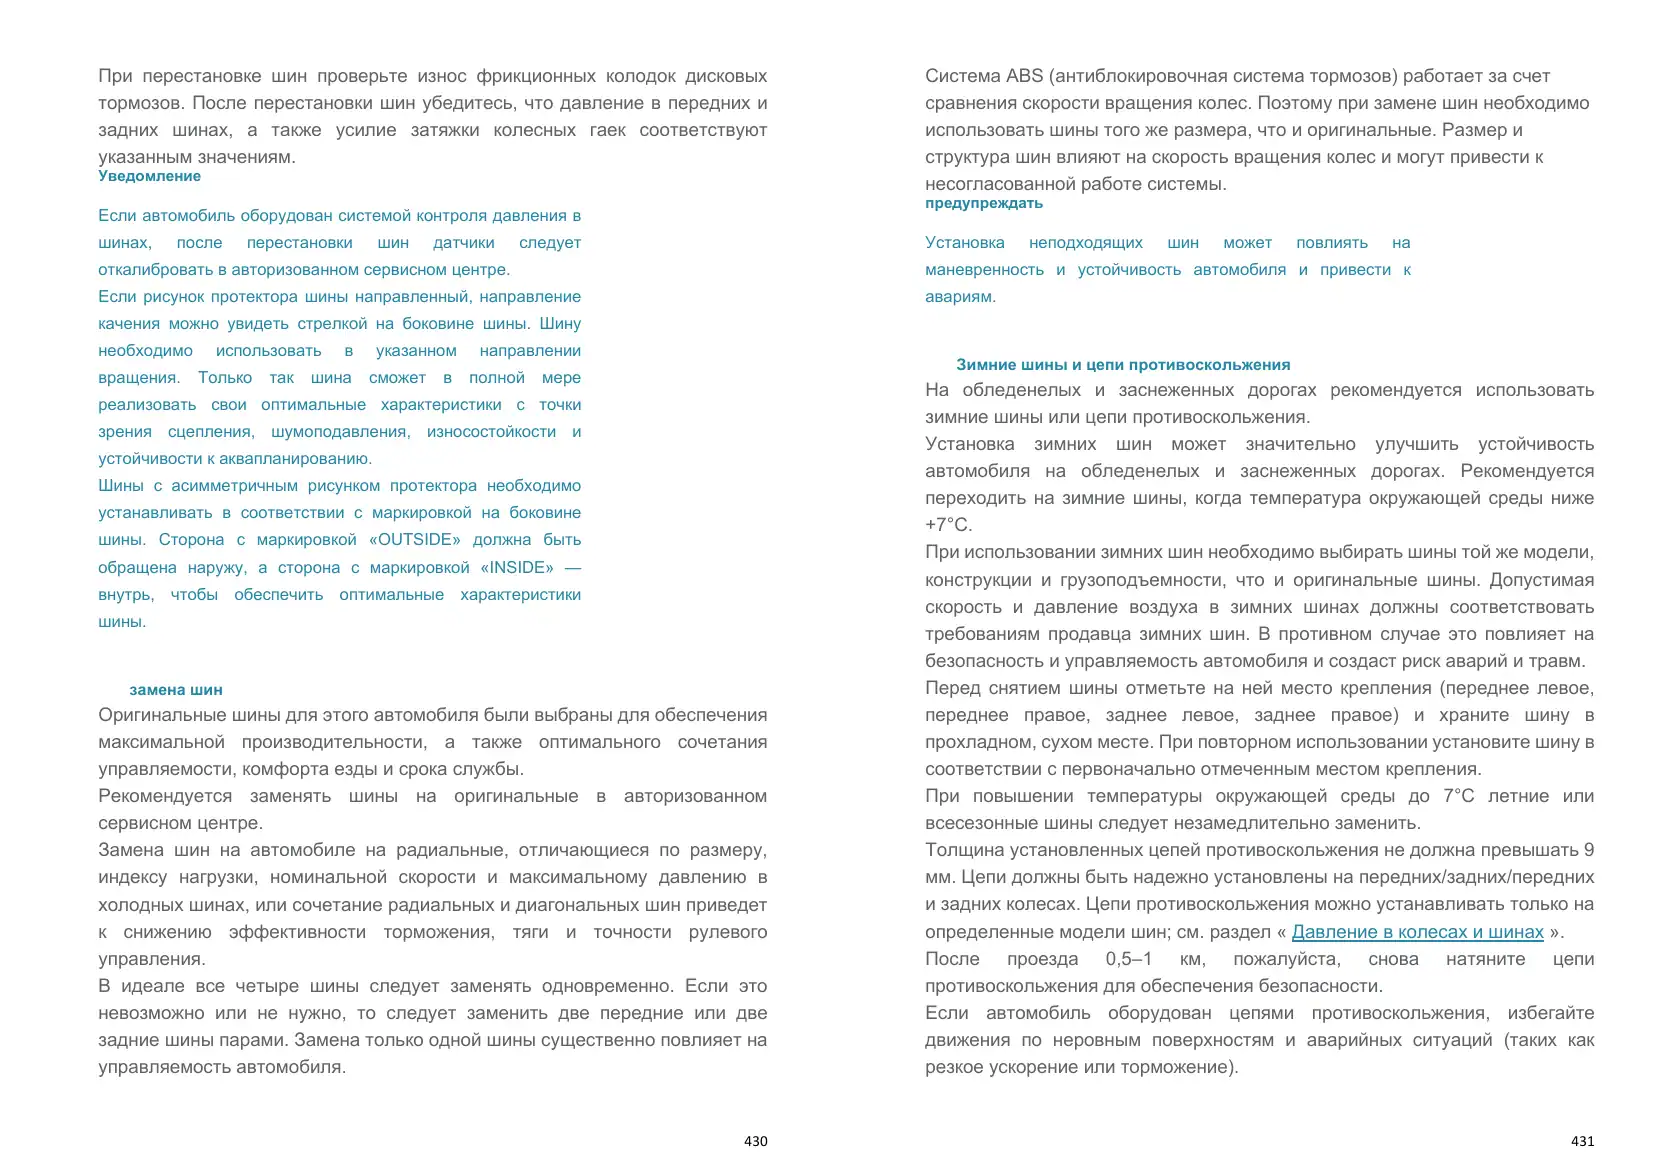 При перестановке шин проверьте износ фрикционных колодок дисковых
тормозов. После перестановки шин убедитесь, что давление в передних и
задних шинах, а также усилие затяжки колесных гаек соответствуют
указанным значениям.
Уведомление
Если автомобиль оборудован системой контроля давления в
шинах, после перестановки шин датчики следует
откалибровать в авторизованном сервисном центре.
Если рисунок протектора шины направленный, направление
качения можно увидеть стрелкой на боковине шины. Шину
необходимо использовать в указанном направлении
вращения. Только так шина сможет в полной мере
реализовать свои оптимальные характеристики с точки
зрения сцепления, шумоподавления, износостойкости и
устойчивости к аквапланированию.
Шины с асимметричным рисунком протектора необходимо
устанавливать в соответствии с маркировкой на боковине
шины. Сторона с маркировкой «OUTSIDE» должна быть
обращена наружу, а сторона с маркировкой «INSIDE» —
внутрь, чтобы обеспечить оптимальные характеристики
шины.
замена шин
Оригинальные шины для этого автомобиля были выбраны для обеспечения
максимальной производительности, а также оптимального сочетания
управляемости, комфорта езды и срока службы.
Рекомендуется заменять шины на оригинальные в авторизованном
сервисном центре.
Замена шин на автомобиле на радиальные, отличающиеся по размеру,
индексу нагрузки, номинальной скорости и максимальному давлению в
холодных шинах, или сочетание радиальных и диагональных шин приведет
к снижению эффективности торможения, тяги и точности рулевого
управления.
В идеале все четыре шины следует заменять одновременно. Если это
невозможно или не нужно, то следует заменить две передние или две
задние шины парами. Замена только одной шины существенно повлияет на
управляемость автомобиля.
430
Система ABS (антиблокировочная система тормозов) работает за счет
сравнения скорости вращения колес. Поэтому при замене шин необходимо
использовать шины того же размера, что и оригинальные. Размер и
структура шин влияют на скорость вращения колес и могут привести к
несогласованной работе системы.
предупреждать
Установка неподходящих шин может повлиять на
маневренность и устойчивость автомобиля и привести к
авариям.
Зимние шины и цепи противоскольжения
На обледенелых и заснеженных дорогах рекомендуется использовать
зимние шины или цепи противоскольжения.
Установка зимних шин может значительно улучшить устойчивость
автомобиля на обледенелых и заснеженных дорогах. Рекомендуется
переходить на зимние шины, когда температура окружающей среды ниже
+7°C.
При использовании зимних шин необходимо выбирать шины той же модели,
конструкции и грузоподъемности, что и оригинальные шины. Допустимая
скорость и давление воздуха в зимних шинах должны соответствовать
требованиям продавца зимних шин. В противном случае это повлияет на
безопасность и управляемость автомобиля и создаст риск аварий и травм.
Перед снятием шины отметьте на ней место крепления (переднее левое,
переднее правое, заднее левое, заднее правое) и храните шину в
прохладном, сухом месте. При повторном использовании установите шину в
соответствии с первоначально отмеченным местом крепления.
При повышении температуры окружающей среды до 7°C летние или
всесезонные шины следует незамедлительно заменить.
Толщина установленных цепей противоскольжения не должна превышать 9
мм. Цепи должны быть надежно установлены на передних/задних/передних
и задних колесах. Цепи противоскольжения можно устанавливать только на
определенные модели шин; см. раздел « Давление в колесах и шинах ».
После проезда 0,5–1 км, пожалуйста, снова натяните цепи
противоскольжения для обеспечения безопасности.
Если автомобиль оборудован цепями противоскольжения, избегайте
движения по неровным поверхностям и аварийных ситуаций (таких как
резкое ускорение или торможение).
431